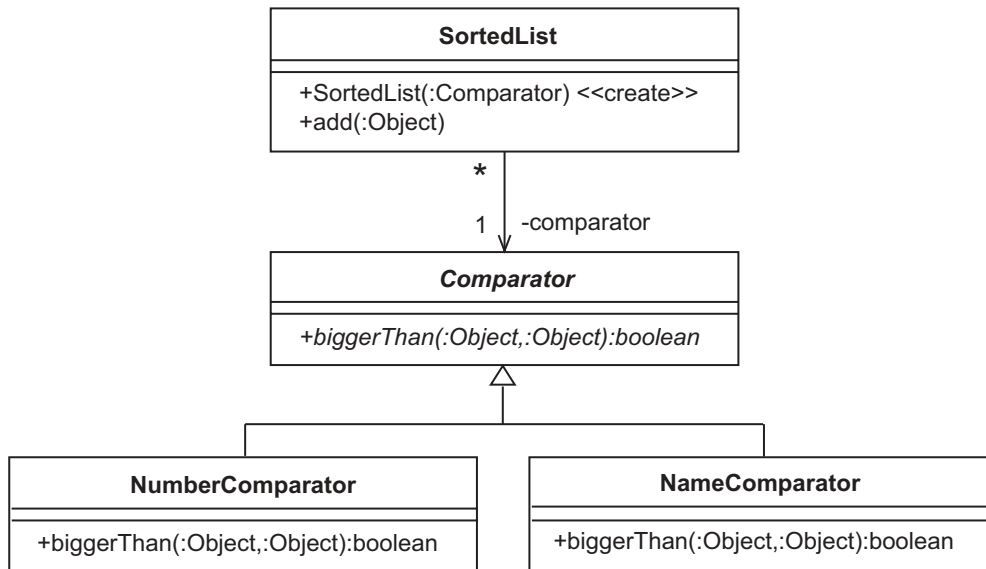 SortedList
+SortedList(:Comparator) <<create>>
+add(:Object)
*
1 -comparator
Comparator
+biggerThan(:Object,:Object):boolean
NumberComparator
+biggerThan(:Object,:Object):boolean
NameComparator
+biggerThan(:Object,:Object):boolean